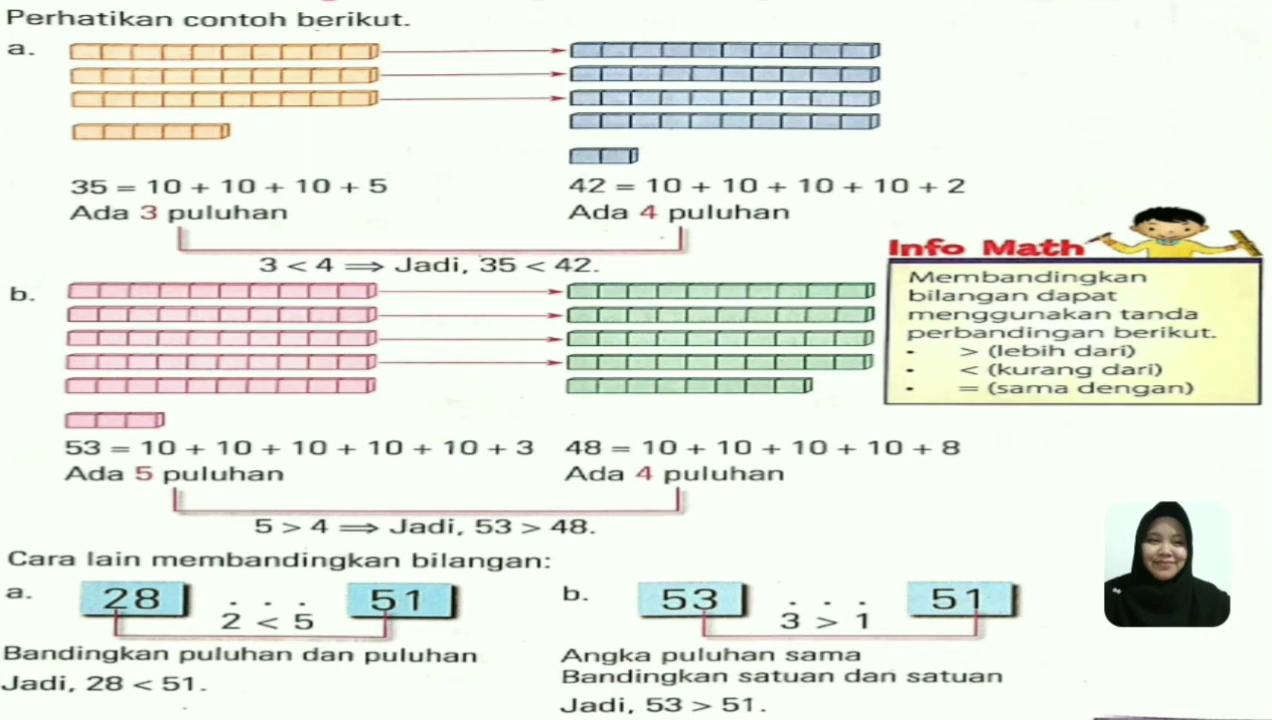 Perhatikan contoh berikut.
a.
35 = 10 + 10 + 10 + 5
42 = 10 + 10 + 10 + 10 + 2
Ada 3 puluhan
Ada 4 puluhan
3 < 4 ⟹ Jadi, 35 < 42.
Info Math
Membandingkan
bilangan dapat
menggunakan tanda
perbandingan berikut.
• > (lebih dari)
• < (kurang dari)
• = (sama dengan)
b.
53 = 10 + 10 + 10 + 10 + 10 + 3
48 = 10 + 10 + 10 + 10 + 8
Ada 5 puluhan
Ada 4 puluhan
5 > 4 ⟹ Jadi, 53 > 48.
Cara lain membandingkan bilangan:
a. 28 . . . 51
2 < 5
Bandingkan puluhan dan puluhan
Jadi, 28 < 51.
b. 53 . . . 51
3 > 1
Angka puluhan sama
Bandingkan satuan dan satuan
Jadi, 53 > 51.